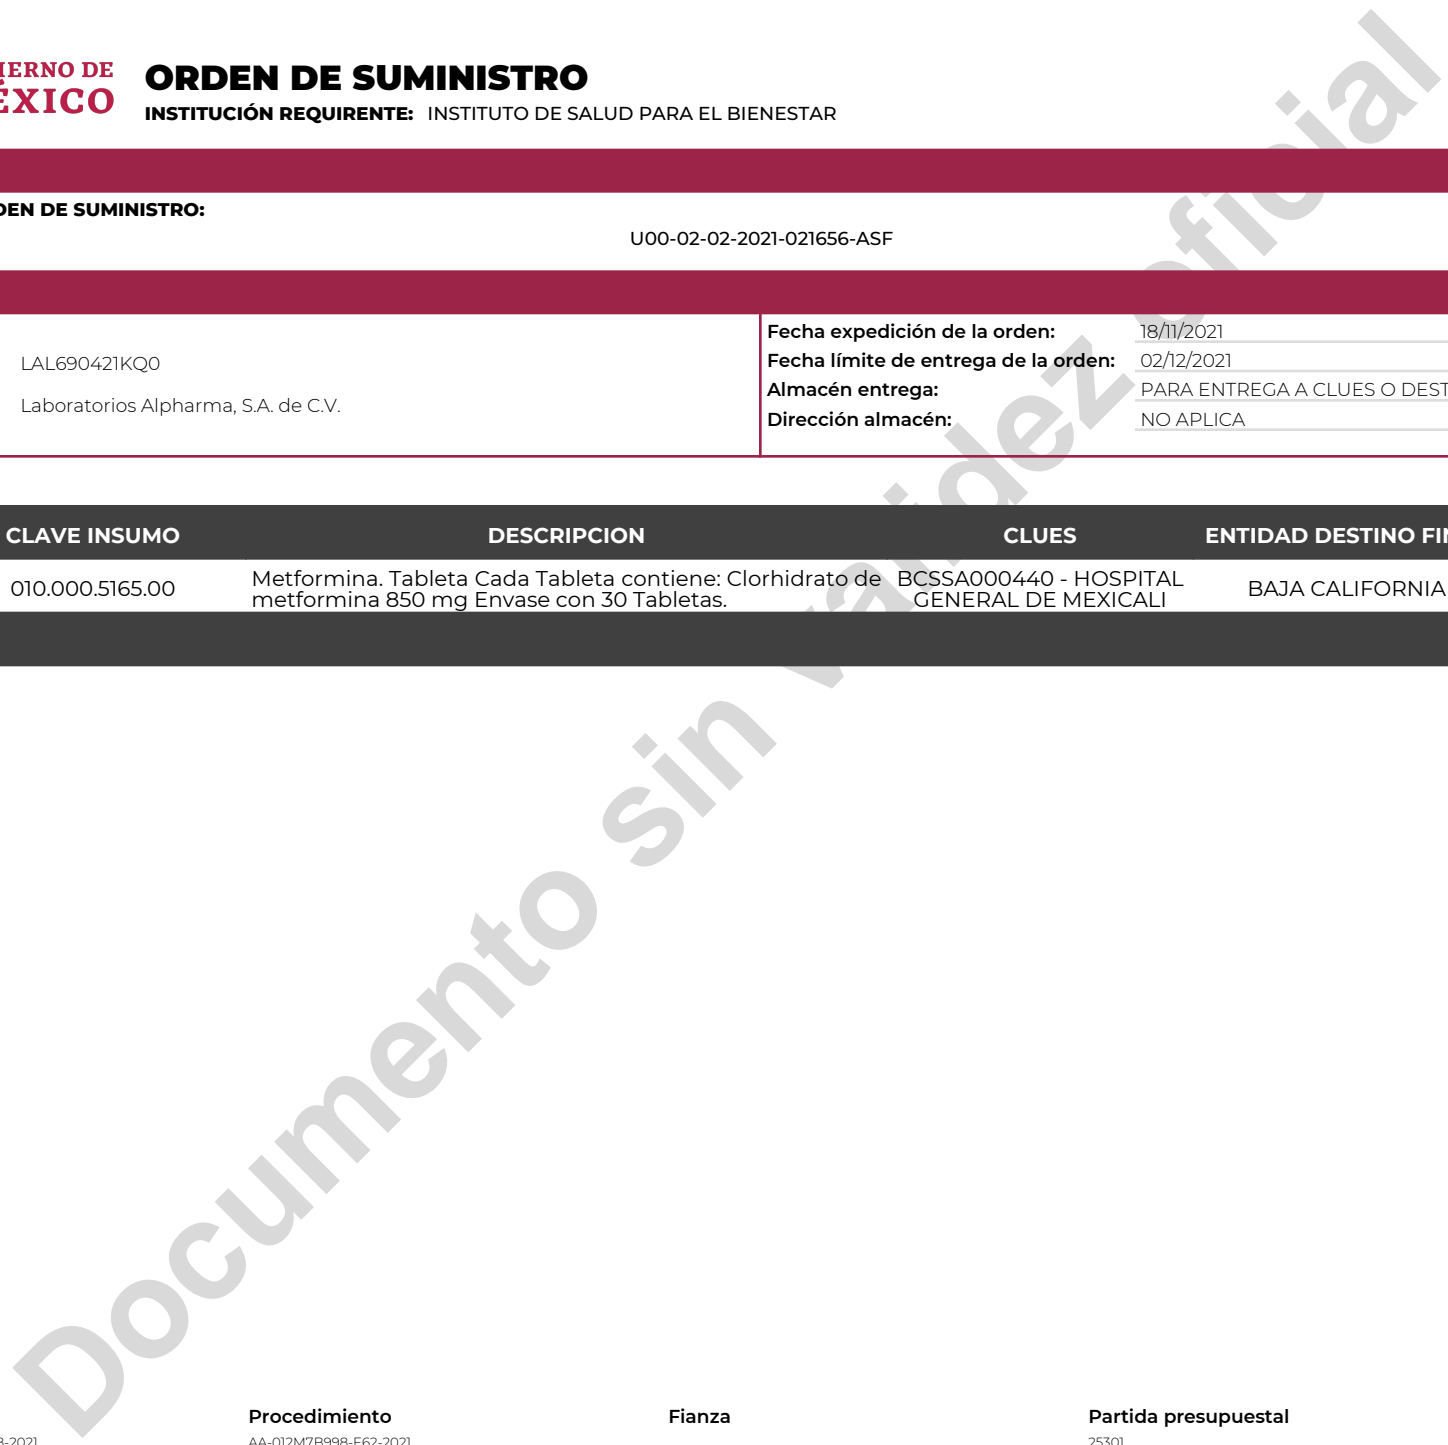 IERNO DE
ÉXICO
ORDEN DE SUMINISTRO
INSTITUCIÓN REQUIRENTE: INSTITUTO DE SALUD PARA EL BIENESTAR
DEN DE SUMINISTRO:
U00-02-02-2021-021656-ASF
LAL690421KQ0
Laboratorios Alpharma, S.A. de C.V.
Fecha expedición de la orden: 18/11/2021
Fecha límite de entrega de la orden: 02/12/2021
Almacén entrega: PARA ENTREGA A CLUES O DEST
Dirección almacén: NO APLICA
CLAVE INSUMO DESCRIPCION CLUES ENTIDAD DESTINO FIN
010.000.5165.00
Metformina. Tableta Cada Tableta contiene: Clorhidrato de
metformina 850 mg Envase con 30 Tabletas.
BCSSA000440 - HOSPITAL
GENERAL DE MEXICALI
BAJA CALIFORNIA
Documento sin validez oficial
Procedimiento Fianza Partida presupuestal
-2021 AA-012M7B998-E62-2021 25301